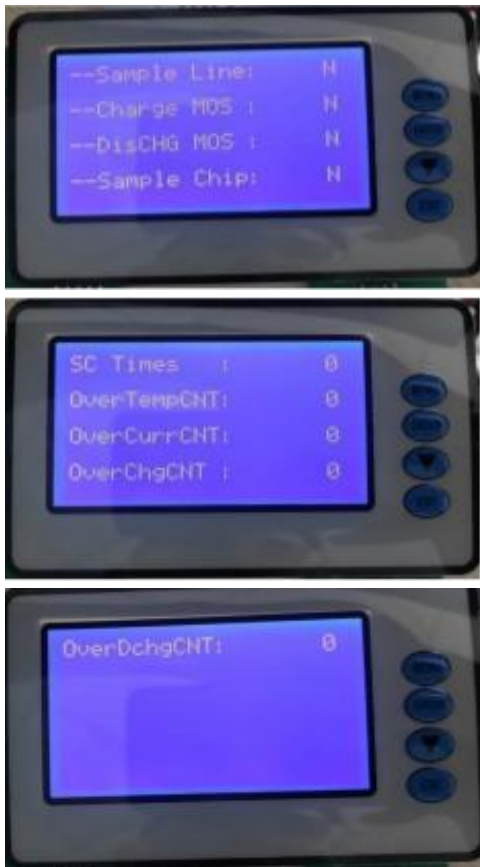 --Sample Line: N
--Charge MOS : N
--DisCHG MOS : N
--Sample Chip: N
SC Times : 0
OverTempCNT: 0
OverCurrCNT: 0
OverChgCNT : 0
OverDchgCNT: 0